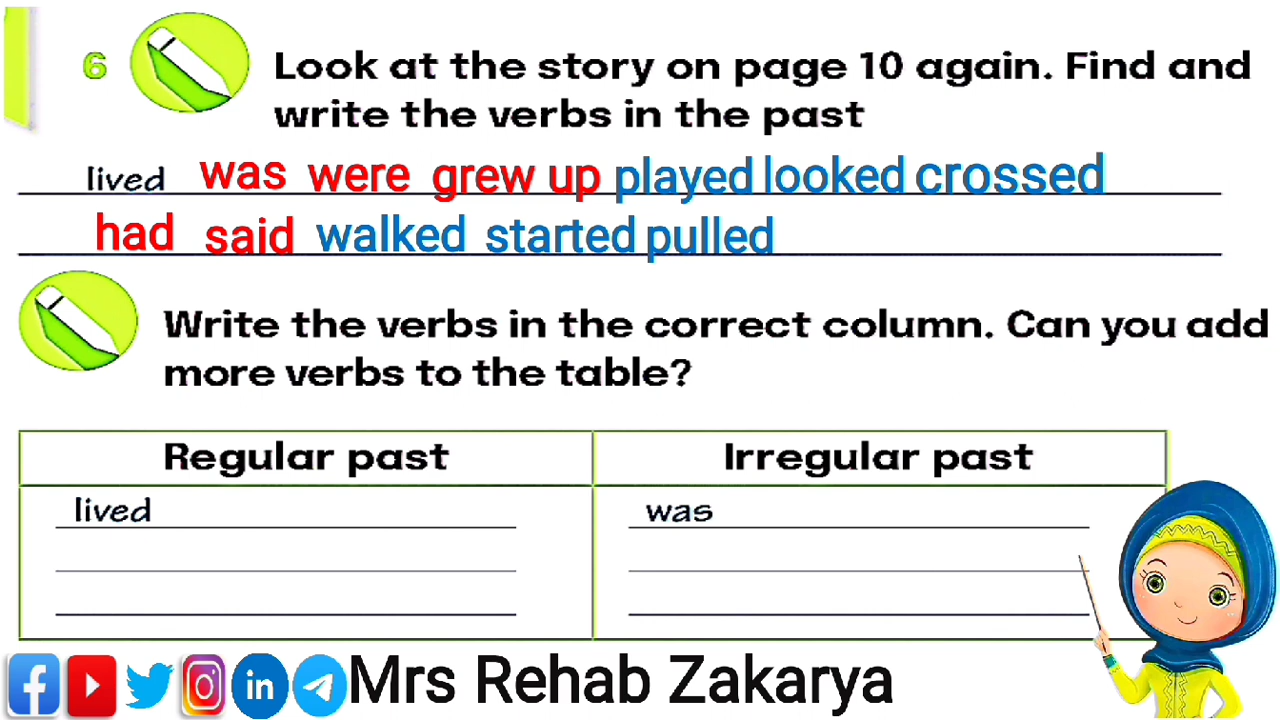 6 Look at the story on page 10 again. Find and
write the verbs in the past
lived was were grew up played looked crossed
had said walked started pulled
Write the verbs in the correct column. Can you add
more verbs to the table?
Regular past Irregular past
lived was
Mrs Rehab Zakarya